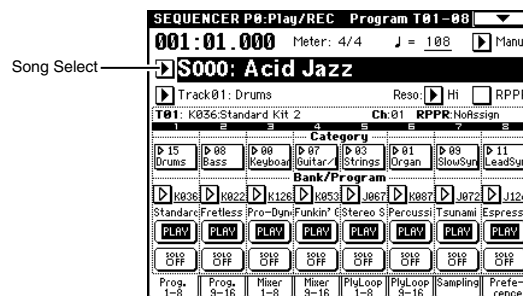 SEQUENCER P0:Play/REC Program T01-08
001:01.000 Meter: 4/4 ♩= 108 Manu
Song Select
S000: Acid Jazz
Track01: Drums Reso: Hi RPPR
T01: K036:Standard Kit 2 Ch:01 RPPR:NoAssign
1 2 3 4 5 6 7 8
Category
15 08 00 07 03 01 09 11
Drums Bass Keyboar Guitar/ Strings Organ SlowSyn LeadSyn
Bank/Program
K036 K022 K126 K053 J067 K087 J072 J12
Standard Fretless Pro-Dyn Funkin' Stereo S Percussi Tsunami Espress
PLAY PLAY PLAY PLAY PLAY PLAY PLAY PLAY
SOLO OFF SOLO OFF SOLO OFF SOLO OFF SOLO OFF SOLO OFF SOLO OFF SOLO OFF
Prog. Prog. Mixer Mixer PlyLoop PlyLoop Sampling Prefe-
1-8 9-16 1-8 9-16 1-8 9-16 rence